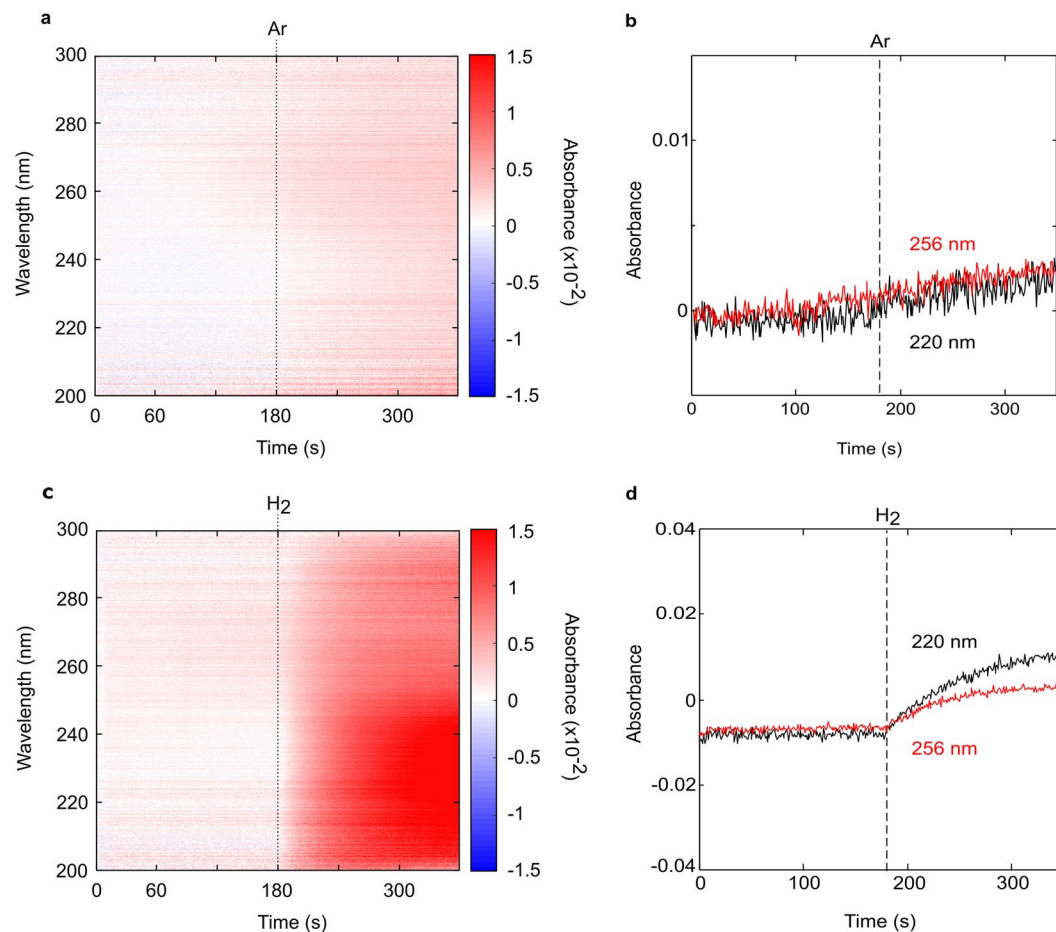 a
Ar
300
280
260
240
220
200
Wavelength (nm)
0 60 180 300
Time (s)
1.5
1
0.5
0
-0.5
-1
-1.5
Absorbance (x10-2)
b
Ar
0.01
0
Absorbance
256 nm
220 nm
0 100 200 300
Time (s)
c
H2
300
280
260
240
220
200
Wavelength (nm)
0 60 180 300
Time (s)
1.5
1
0.5
0
-0.5
-1
-1.5
Absorbance (x10-2)
d
H2
0.04
0.02
0
-0.02
-0.04
Absorbance
220 nm
256 nm
0 100 200 300
Time (s)